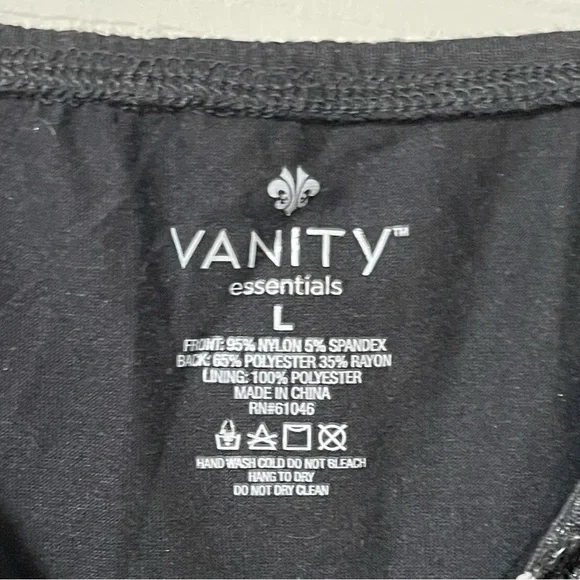 VANITY™
essentials
L
FRONT: 95% NYLON 5% SPANDEX
BACK: 65% POLYESTER 35% RAYON
LINING: 100% POLYESTER
MADE IN CHINA
RN#61046
HAND WASH COLD DO NOT BLEACH
HANG TO DRY
DO NOT DRY CLEAN